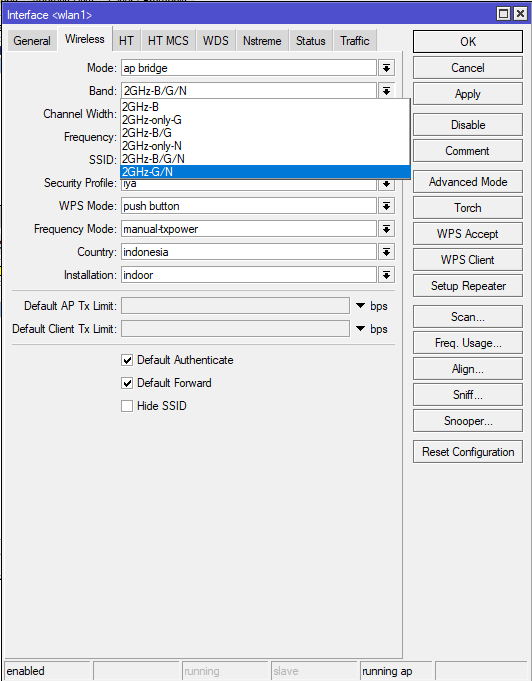 Interface <wlan1>
General Wireless HT HT MCS WDS Nstreme Status Traffic
Mode: ap bridge
Band: 2GHz-B/G/N
2GHz-B
2GHz-only-G
2GHz-B/G
2GHz-only-N
2GHz-B/G/N
2GHz-G/N
Channel Width:
Frequency:
SSID:
Security Profile: iya
WPS Mode: push button
Frequency Mode: manual-txpower
Country: indonesia
Installation: indoor
Default AP Tx Limit: bps
Default Client Tx Limit: bps
Default Authenticate
Default Forward
Hide SSID
OK
Cancel
Apply
Disable
Comment
Advanced Mode
Torch
WPS Accept
WPS Client
Setup Repeater
Scan...
Freq. Usage...
Align...
Sniff...
Snooper...
Reset Configuration
enabled running slave running ap